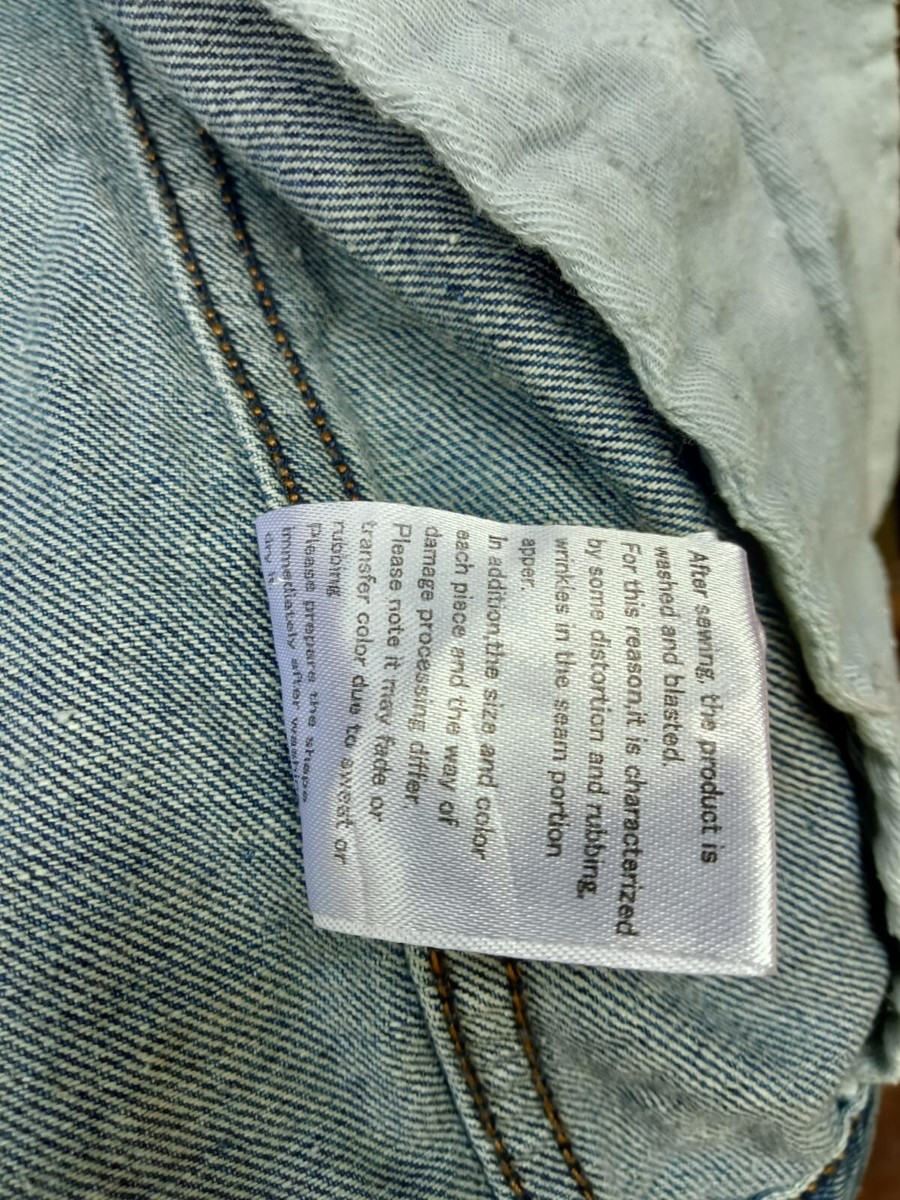 After sewing, the product is
washed and blasted.
For this reason,it is characterized
by some distortion and rubbing,
wrinkles in the seam portion
apper.
In addition,the size and color
each piece and the way of
damage processing differ,
Please note it may fade or
transfer color due to sweet or
rubbing
Please prepare the shape
immediately after washing
dry